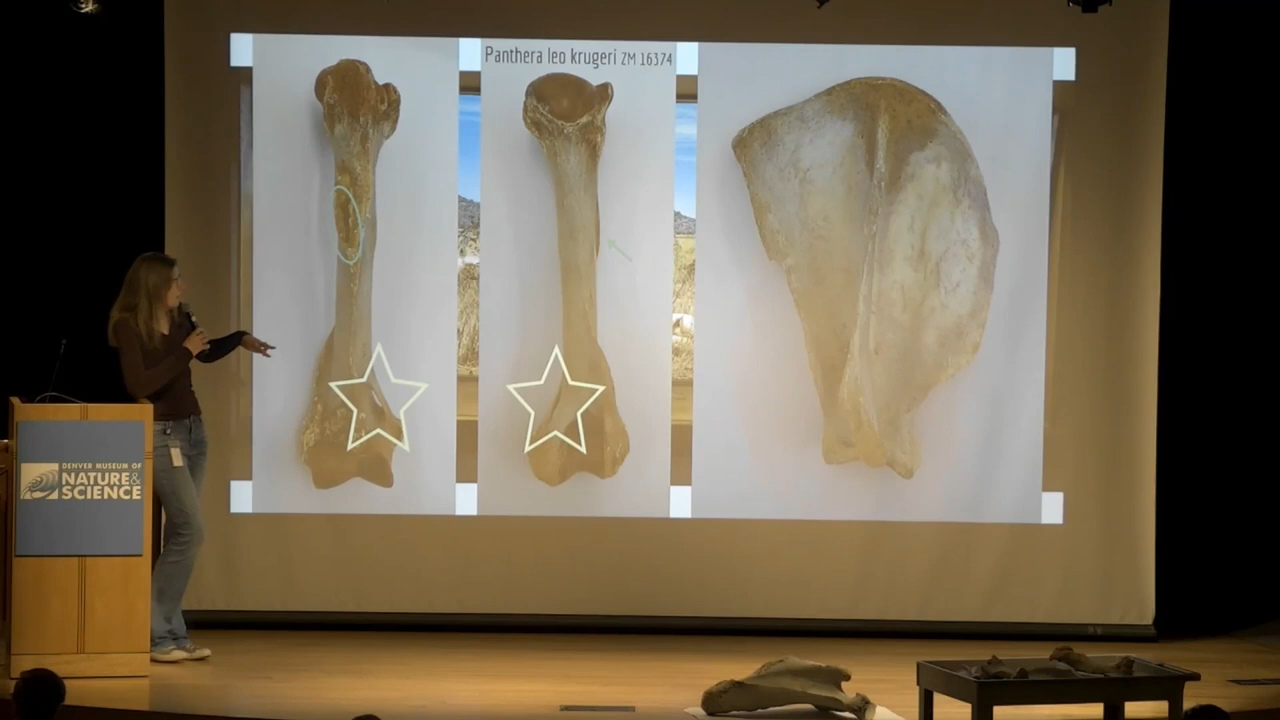 Panthera leo krugeri ZM 16374
DENVER MUSEUM OF
NATURE &
SCIENCE